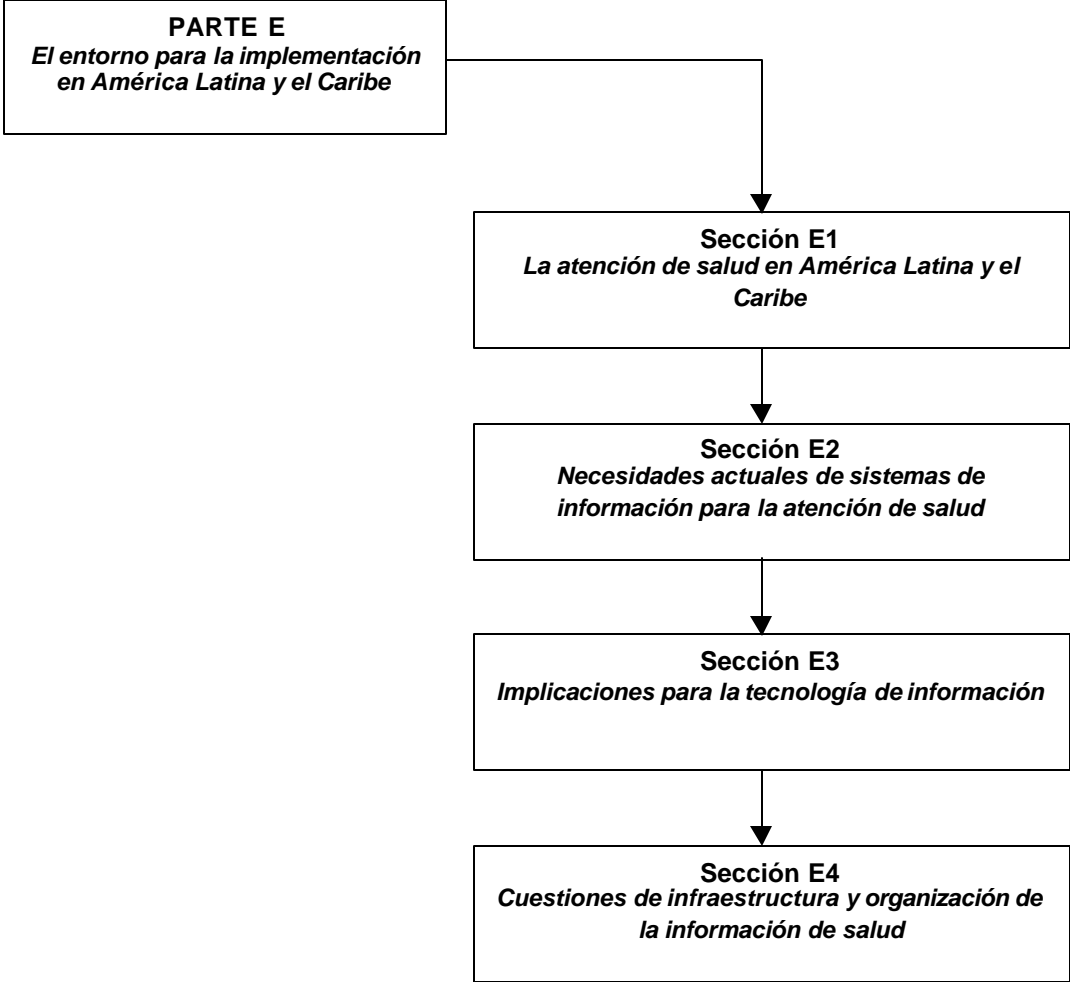 PARTE E
El entorno para la implementación
en América Latina y el Caribe
Sección E1
La atención de salud en América Latina y el
Caribe
Sección E2
Necesidades actuales de sistemas de
información para la atención de salud
Sección E3
Implicaciones para la tecnología de información
Sección E4
Cuestiones de infraestructura y organización de
la información de salud